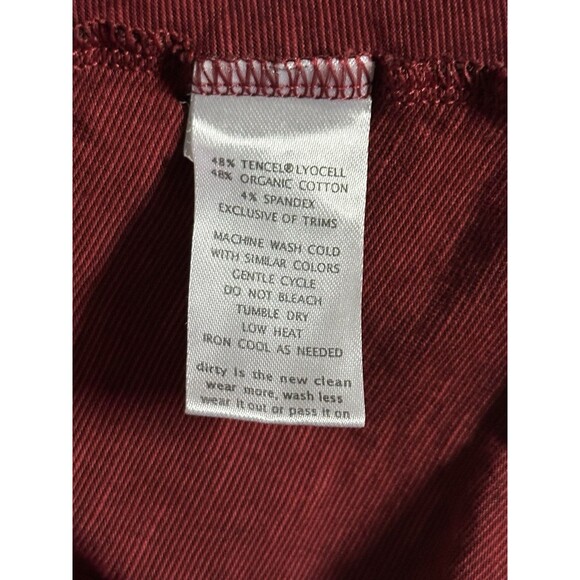 48% TENCEL® LYOCELL
48% ORGANIC COTTON
4% SPANDEX
EXCLUSIVE OF TRIMS
MACHINE WASH COLD
WITH SIMILAR COLORS
GENTLE CYCLE
DO NOT BLEACH
TUMBLE DRY
LOW HEAT
IRON COOL AS NEEDED
dirty is the new clean
wear more, wash less
wear it out or pass it on